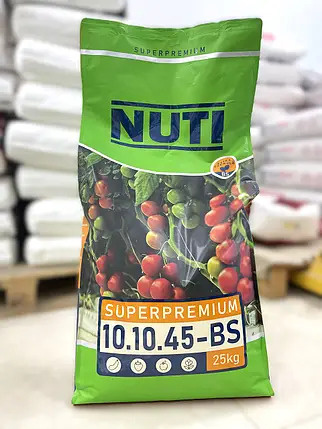 SUPERPREMIUM
NUTI
SUPERPREMIUM
10.10.45-BS
25kg